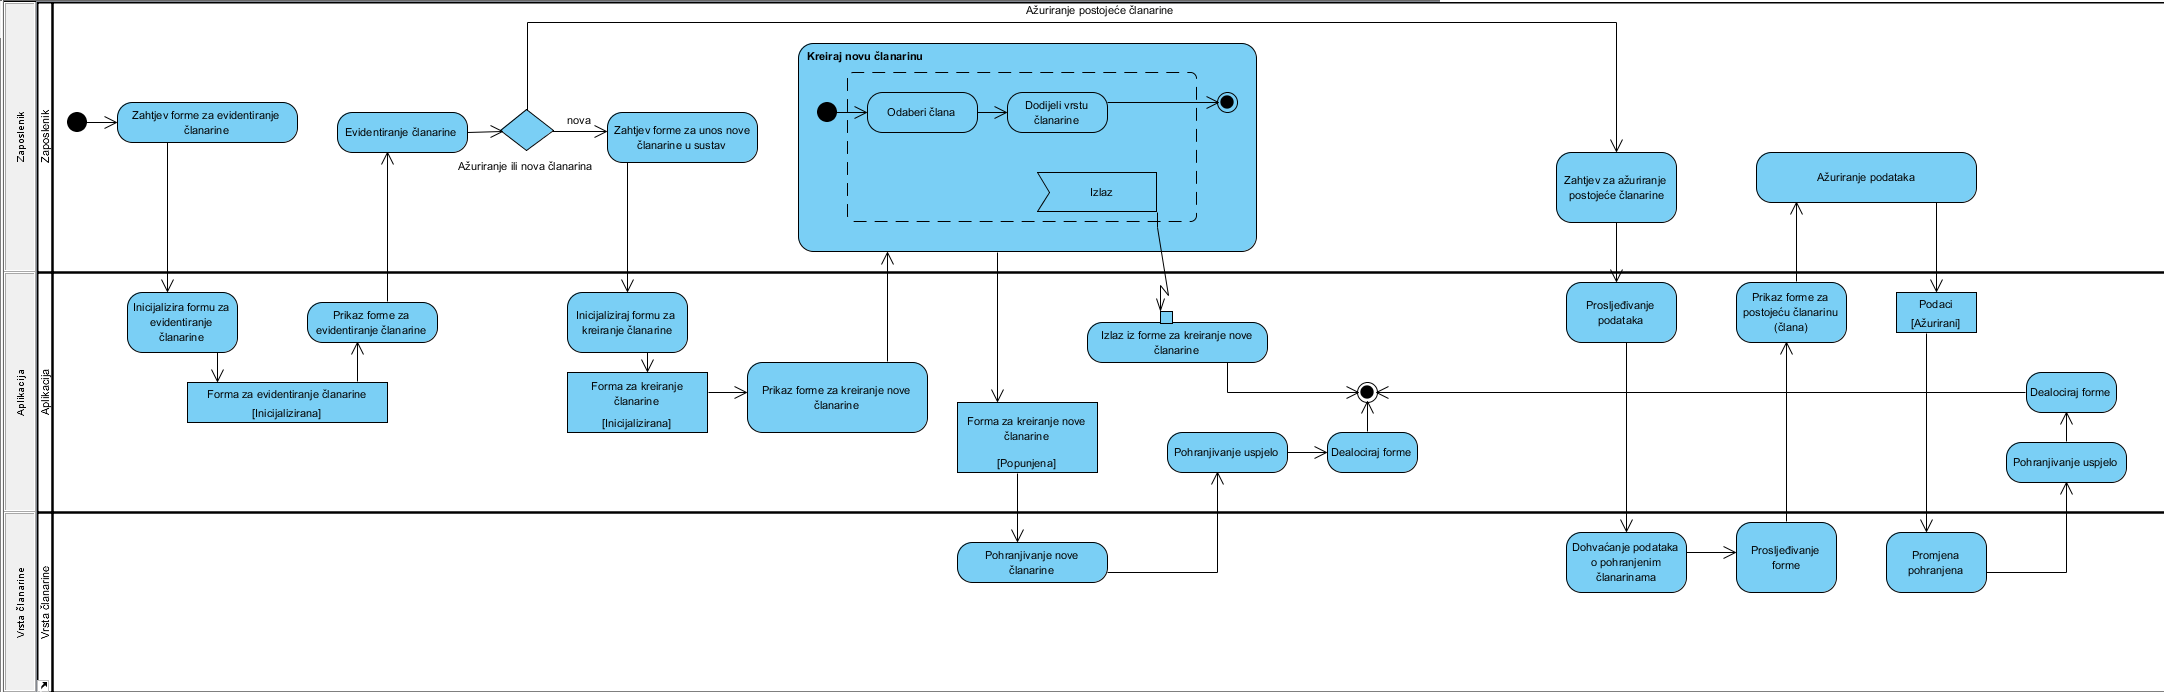 Ažuriranje postojeće članarine
Zaposlenik
Zaposlenik
Zahtjev forme za evidentiranje
članarine
Evidentiranje članarine
Ažuriranje ili nova članarina
nova
Zahtjev forme za unos nove
članarine u sustav
Kreiraj novu članarinu
Odaberi člana
Dodijeli vrstu
članarine
Izlaz
Zahtjev za ažuriranje
postojeće članarine
Ažuriranje podataka
Aplikacija
Aplikacija
Inicijalizira formu za
evidentiranje
članarine
Forma za evidentiranje članarine
[Inicijalizirana]
Prikaz forme za
evidentiranje članarine
Inicijaliziraj formu za
kreiranje članarine
Forma za kreiranje
članarine
[Inicijalizirana]
Prikaz forme za kreiranje nove
članarine
Forma za kreiranje nove
članarine
[Popunjena]
Izlaz iz forme za kreiranje nove
članarine
Pohranjivanje uspjelo
Dealociraj forme
Prosljeđivanje
podataka
Prikaz forme za
postojeću članarinu
(člana)
Podaci
[Ažurirani]
Dealociraj forme
Pohranjivanje uspjelo
Vrsta članarine
Vrsta članarine
Pohranjivanje nove
članarine
Dohvaćanje podataka
o pohranjenim
članarinama
Prosljeđivanje
forme
Promjena
pohranjena